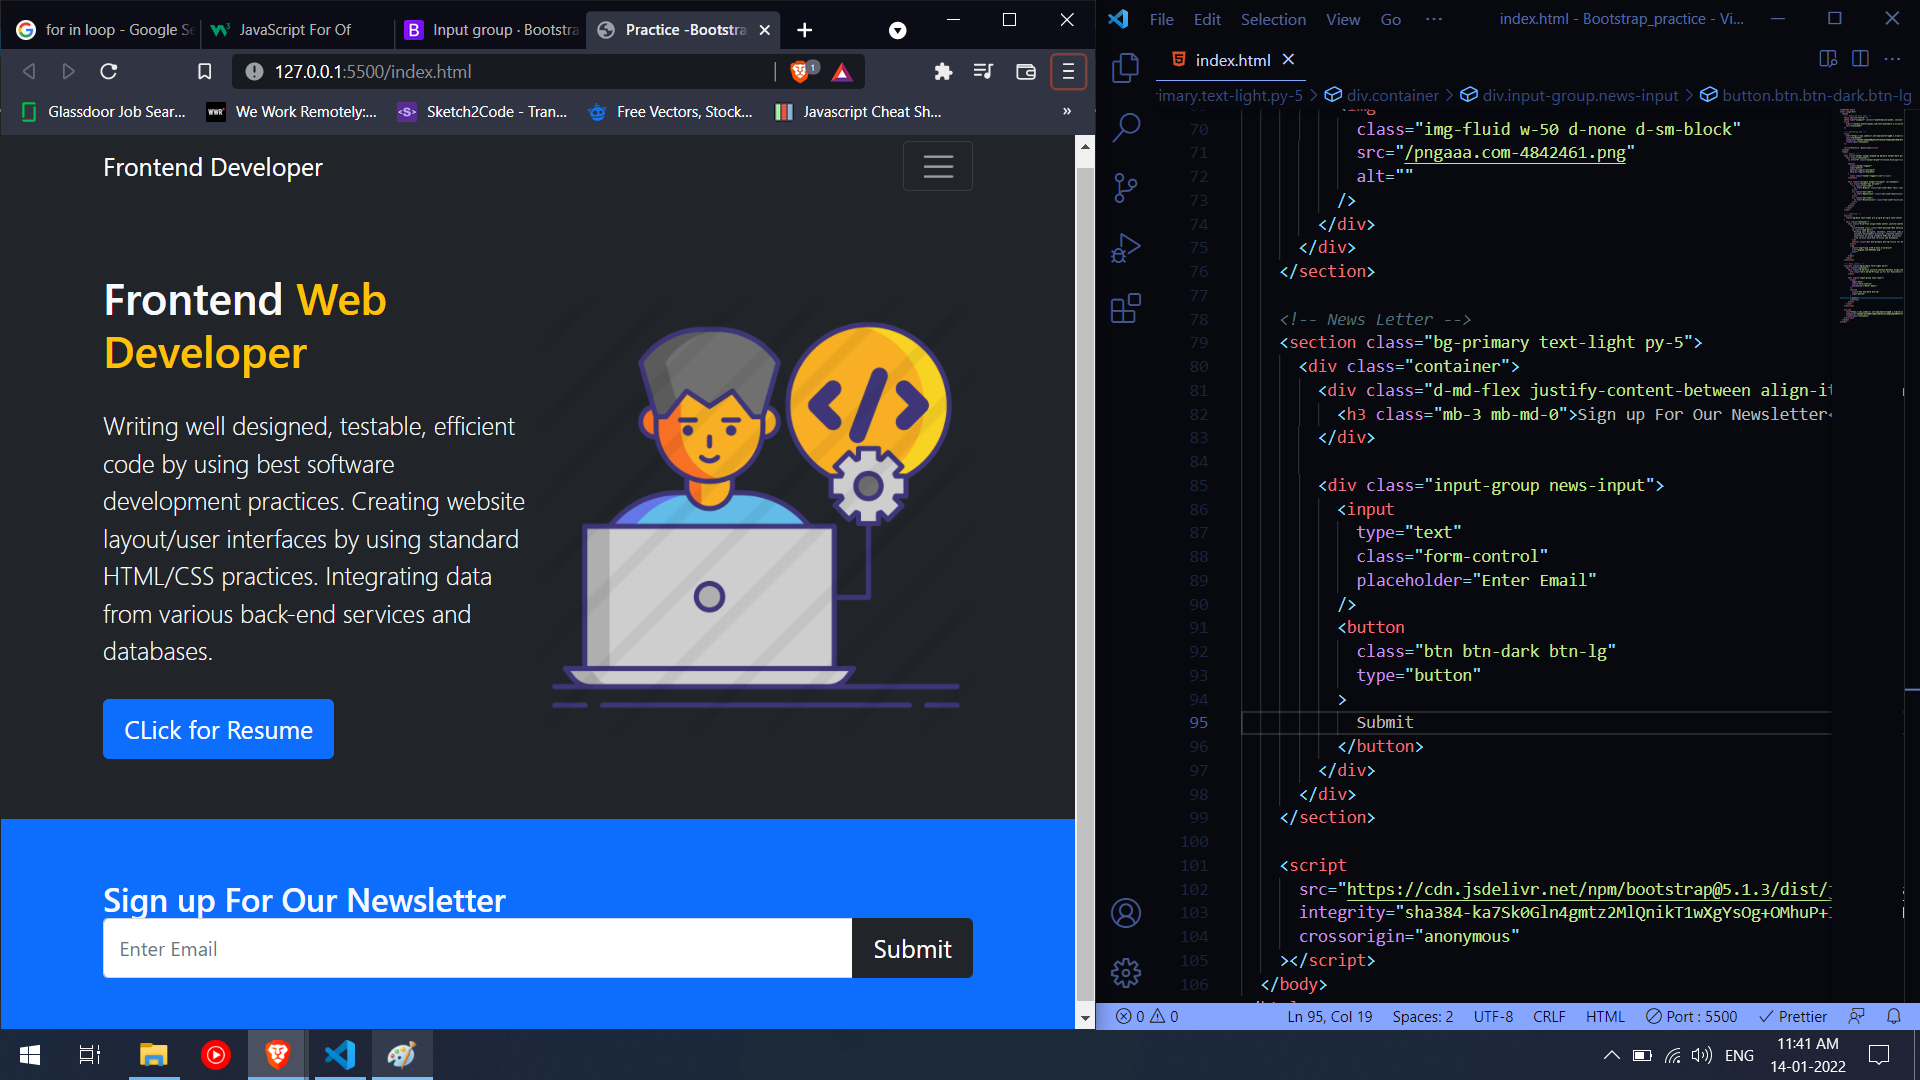 for in loop - Google Se
JavaScript For Of
Input group · Bootstra
Practice -Bootstra
127.0.0.1:5500/index.html
1
Glassdoor Job Sear...
We Work Remotely:...
Sketch2Code - Tran...
Free Vectors, Stock...
Javascript Cheat Sh...
»
Frontend Developer
Frontend Web
Developer
Writing well designed, testable, efficient
code by using best software
development practices. Creating website
layout/user interfaces by using standard
HTML/CSS practices. Integrating data
from various back-end services and
databases.
CLick for Resume
Sign up For Our Newsletter
Enter Email
Submit
File Edit Selection View Go ···
index.html - Bootstrap_practice - Vi...
index.html
imary.text-light.py-5 > div.container > div.input-group.news-input > button.btn.btn-dark.btn-lg
<img
70 class="img-fluid w-50 d-none d-sm-block"
71 src="/pngaaa.com-4842461.png"
72 alt=""
73 />
74 </div>
75 </div>
76 </section>
77
78 <!-- News Letter -->
79 <section class="bg-primary text-light py-5">
80 <div class="container">
81 <div class="d-md-flex justify-content-between align-it
82 <h3 class="mb-3 mb-md-0">Sign up For Our Newsletter<
83 </div>
84
85 <div class="input-group news-input">
86 <input
87 type="text"
88 class="form-control"
89 placeholder="Enter Email"
90 />
91 <button
92 class="btn btn-dark btn-lg"
93 type="button"
94 >
95 Submit
96 </button>
97 </div>
98 </div>
99 </section>
100
101 <script
102 src="https://cdn.jsdelivr.net/npm/bootstrap@5.1.3/dist/j
103 integrity="sha384-ka7Sk0Gln4gmtz2MlQnikT1wXgYsOg+OMhuP+I
104 crossorigin="anonymous"
105 ></script>
106 </body>
0 0
Ln 95, Col 19 Spaces: 2 UTF-8 CRLF HTML Port : 5500 Prettier
ENG
11:41 AM
14-01-2022